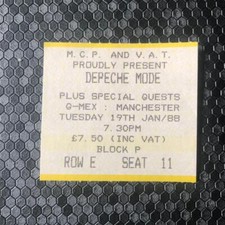 M.C.P. AND V.A.T.
PROUDLY PRESENT
DEPECHE MODE
PLUS SPECIAL GUESTS
G-MEX : MANCHESTER
TUESDAY 19TH JAN/88
7.30PM
£7.50 (INC VAT)
BLOCK P
ROW E SEAT 11